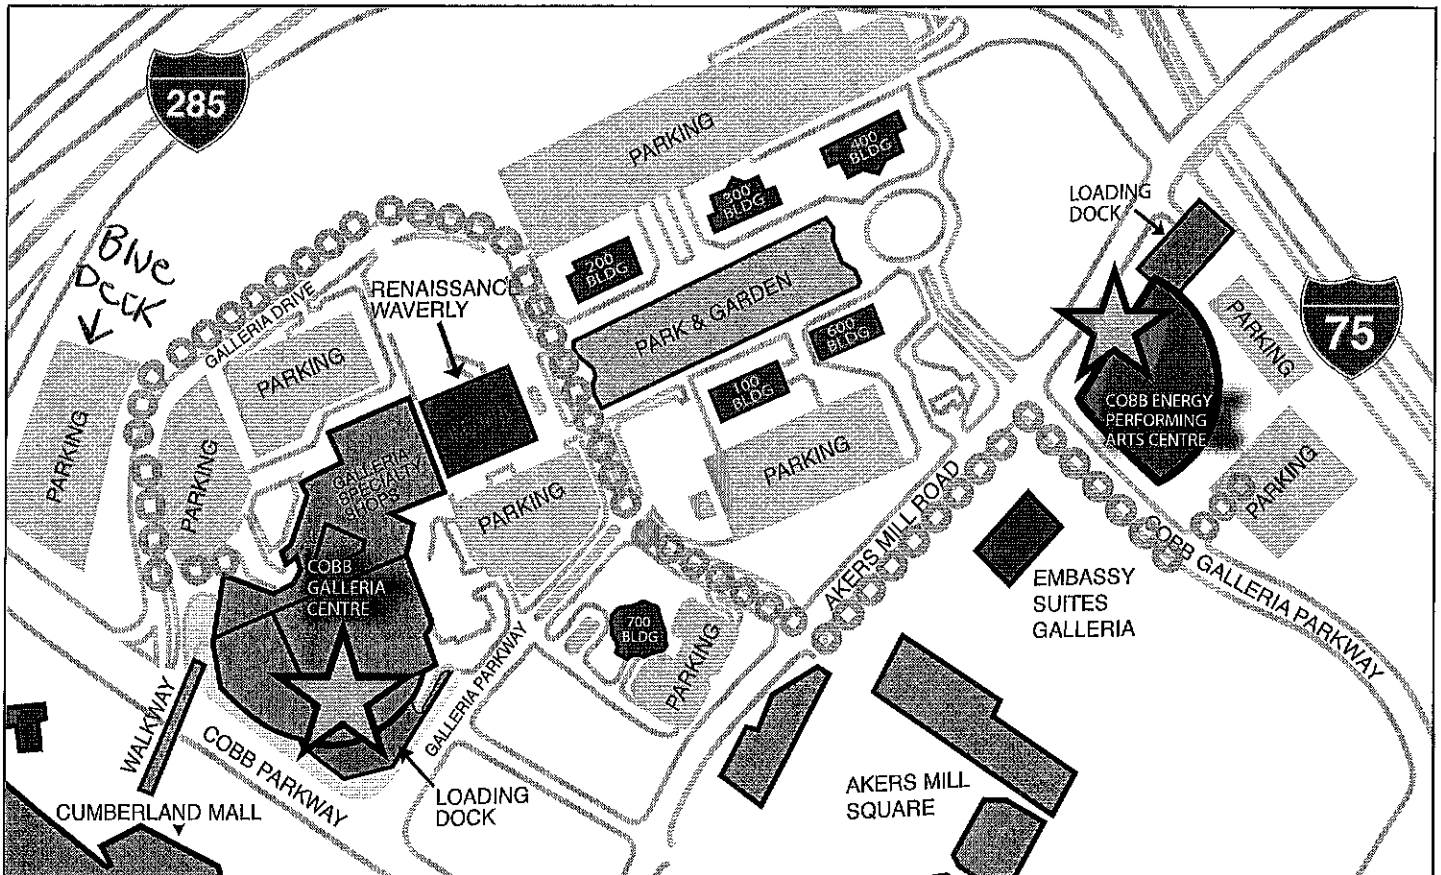 285
PARKING
400
BLDG
300
BLDG
LOADING
DOCK
Blue
Deck
200
BLDG
RENAISSANCE
WAVERLY
GALLERIA DRIVE
PARK & GARDEN
600
BLDG
PARKING
75
PARKING
100
BLDG
COBB ENERGY
PERFORMING
ARTS CENTRE
PARKING
PARKING
GALLERIA
SPECIALTY
SHOPS
PARKING
PARKING
PARKING
AKERS MILL ROAD
COBB GALLERIA PARKWAY
COBB
GALLERIA
CENTRE
EMBASSY
SUITES
GALLERIA
700
BLDG
PARKING
GALLERIA PARKWAY
WALKWAY
COBB PARKWAY
LOADING
DOCK
AKERS MILL
SQUARE
CUMBERLAND MALL